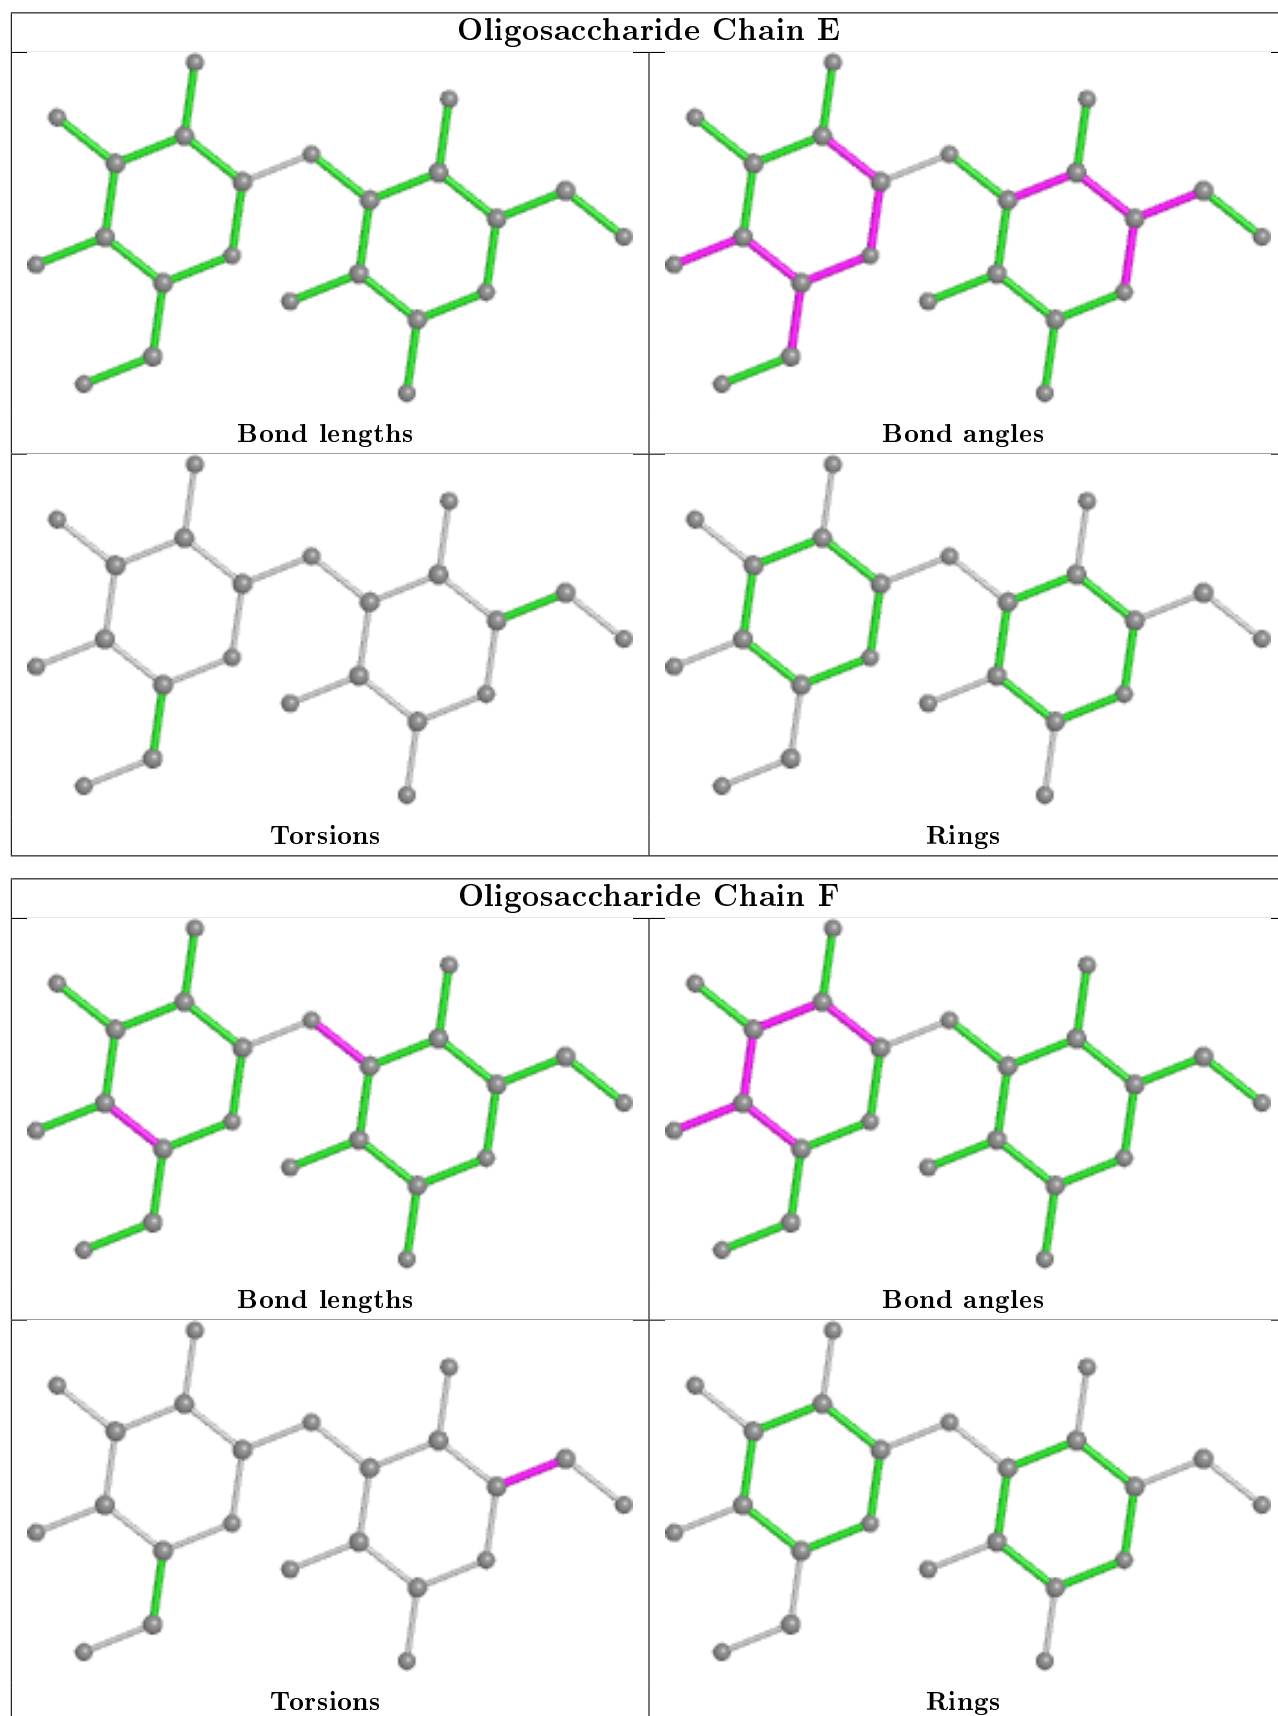 Oligosaccharide Chain E
Bond lengths
Bond angles
Torsions
Rings
Oligosaccharide Chain F
Bond lengths
Bond angles
Torsions
Rings